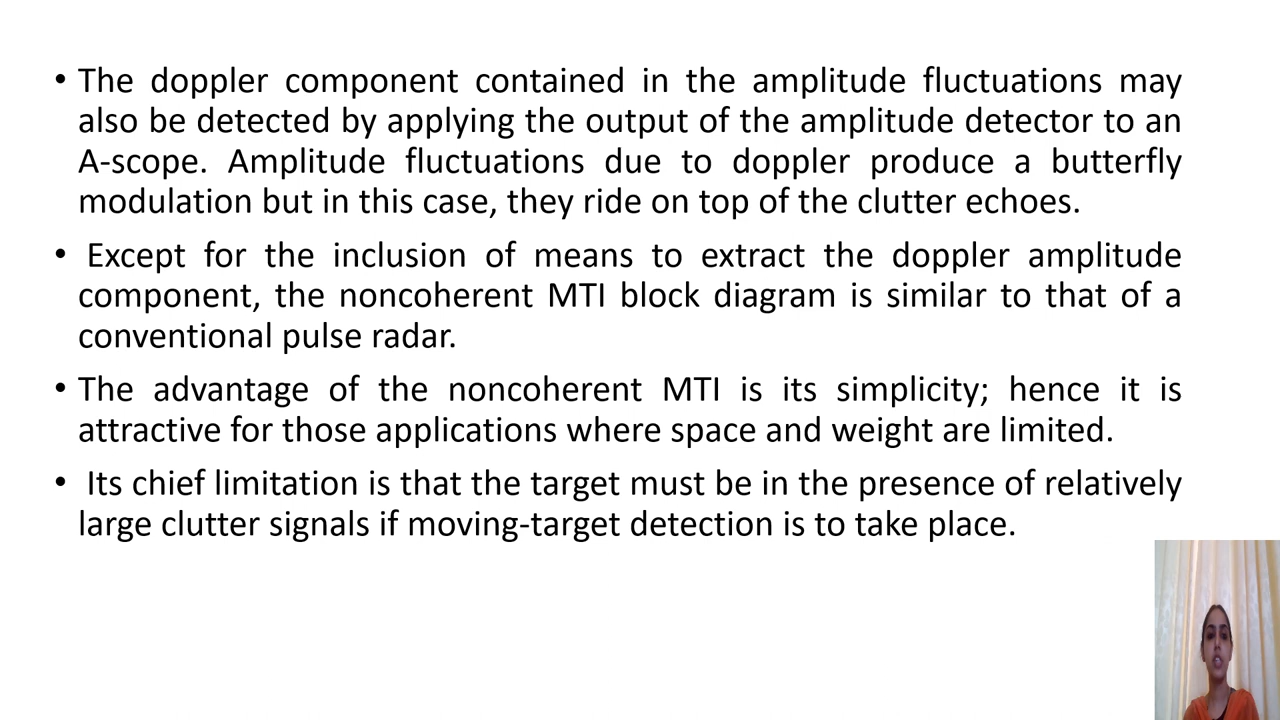 • The doppler component contained in the amplitude fluctuations may
also be detected by applying the output of the amplitude detector to an
A-scope. Amplitude fluctuations due to doppler produce a butterfly
modulation but in this case, they ride on top of the clutter echoes.
• Except for the inclusion of means to extract the doppler amplitude
component, the noncoherent MTI block diagram is similar to that of a
conventional pulse radar.
• The advantage of the noncoherent MTI is its simplicity; hence it is
attractive for those applications where space and weight are limited.
• Its chief limitation is that the target must be in the presence of relatively
large clutter signals if moving-target detection is to take place.